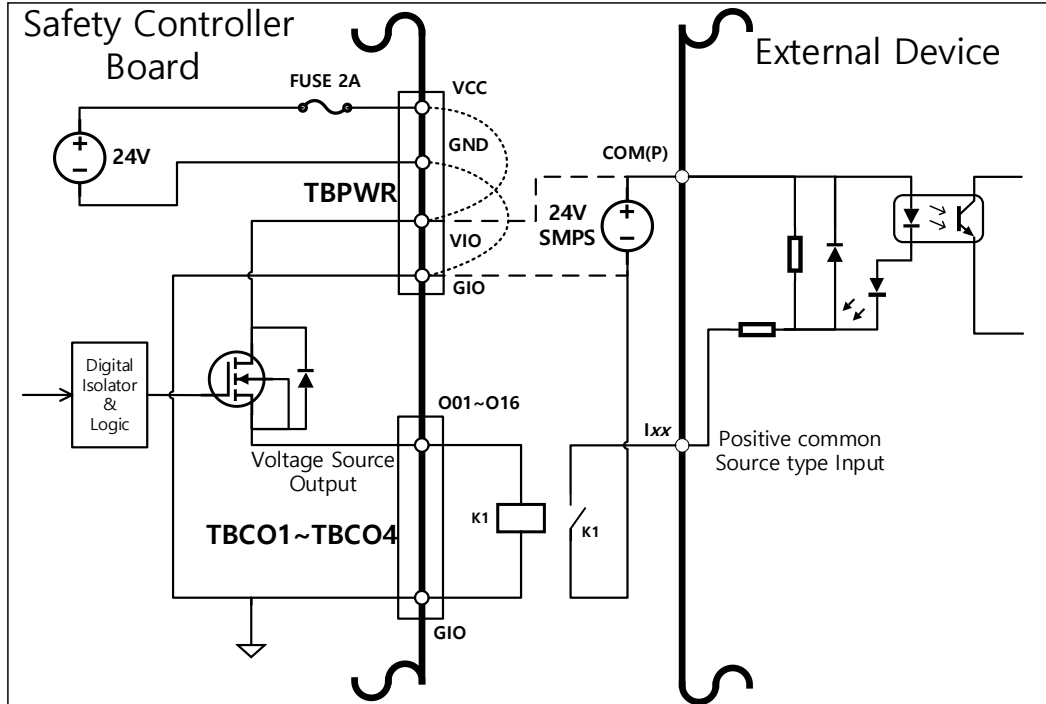 Safety Controller
Board
External Device
FUSE 2A
VCC
+
−
24V
GND
TBPWR
COM(P)
+
−
24V
SMPS
VIO
GIO
Digital
Isolator
&
Logic
O01~O16
Voltage Source
Output
Ixx
Positive common
Source type Input
K1
K1
TBCO1~TBCO4
GIO